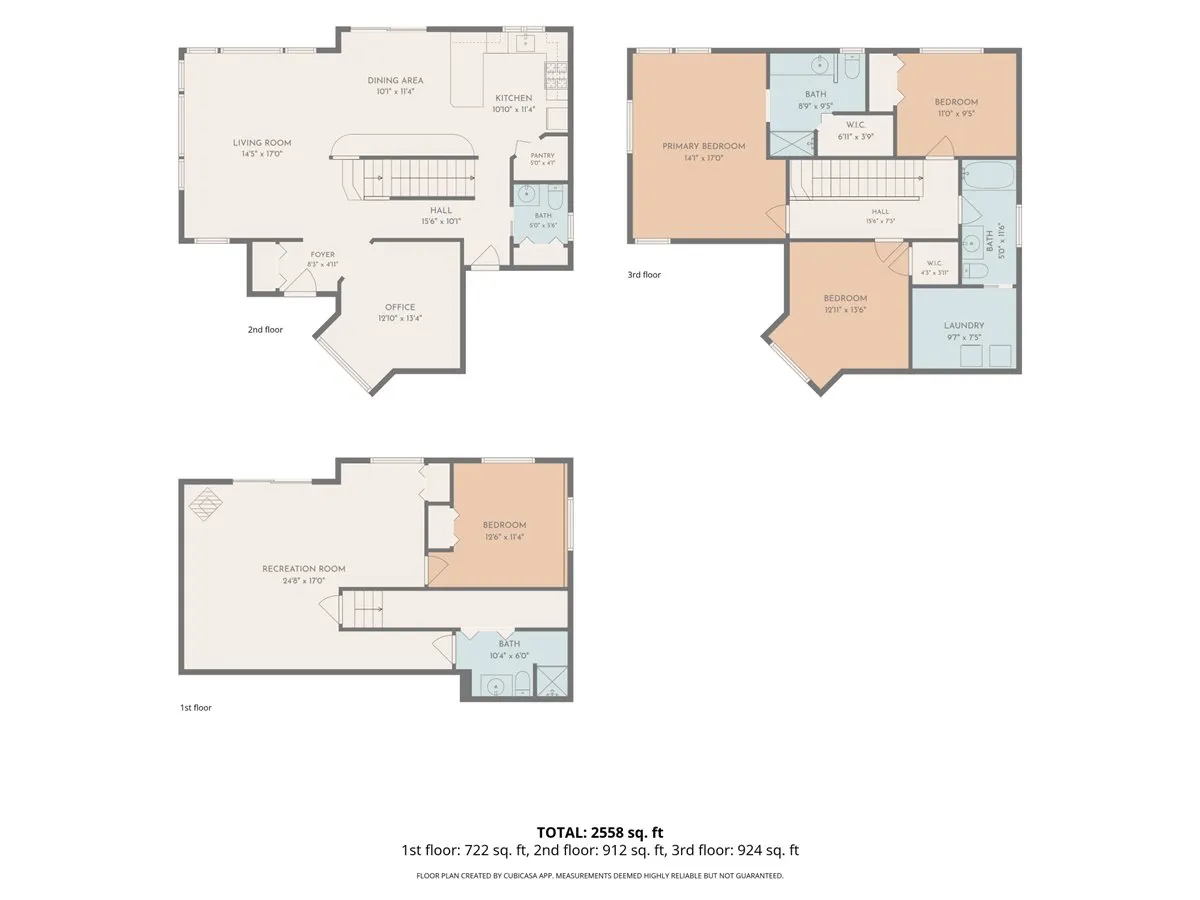 DINING AREA
10'1" x 11'4"
KITCHEN
10'10" x 11'4"
LIVING ROOM
14'5" x 17'0"
PANTRY
5'0" x 4'1"
HALL
15'6" x 10'1"
BATH
5'0" x 5'6"
FOYER
8'3" x 4'11"
OFFICE
12'10" x 13'4"
2nd floor
BATH
8'9" x 9'5"
BEDROOM
11'0" x 9'5"
W.I.C.
6'11" x 3'9"
PRIMARY BEDROOM
14'1" x 17'0"
HALL
15'6" x 7'3"
BATH
5'0" x 11'6"
W.I.C.
4'3" x 3'11"
3rd floor
BEDROOM
12'11" x 13'6"
LAUNDRY
9'7" x 7'5"
BEDROOM
12'6" x 11'4"
RECREATION ROOM
24'8" x 17'0"
BATH
10'4" x 6'0"
1st floor
TOTAL: 2558 sq. ft
1st floor: 722 sq. ft, 2nd floor: 912 sq. ft, 3rd floor: 924 sq. ft
FLOOR PLAN CREATED BY CUBICASA APP. MEASUREMENTS DEEMED HIGHLY RELIABLE BUT NOT GUARANTEED.